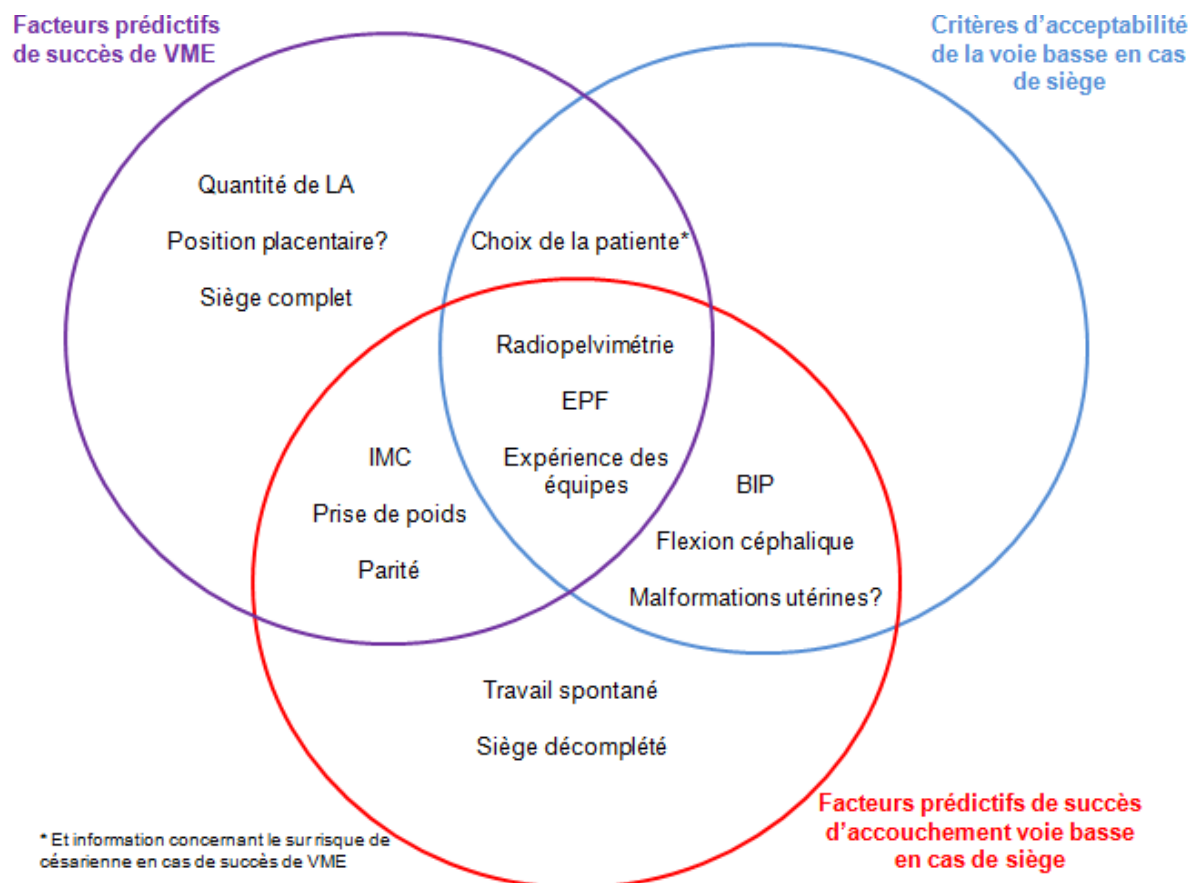 Facteurs prédictifs
de succès de VME
Critères d'acceptabilité
de la voie basse en cas
de siège
Quantité de LA
Position placentaire?
Siège complet
Choix de la patiente*
Radiopelvimétrie
EPF
Expérience des
équipes
IMC
Prise de poids
Parité
BIP
Flexion céphalique
Malformations utérines?
Travail spontané
Siège décomplété
Facteurs prédictifs de succès
d'accouchement voie basse
en cas de siège
* Et information concernant le sur risque de
césarienne en cas de succès de VME